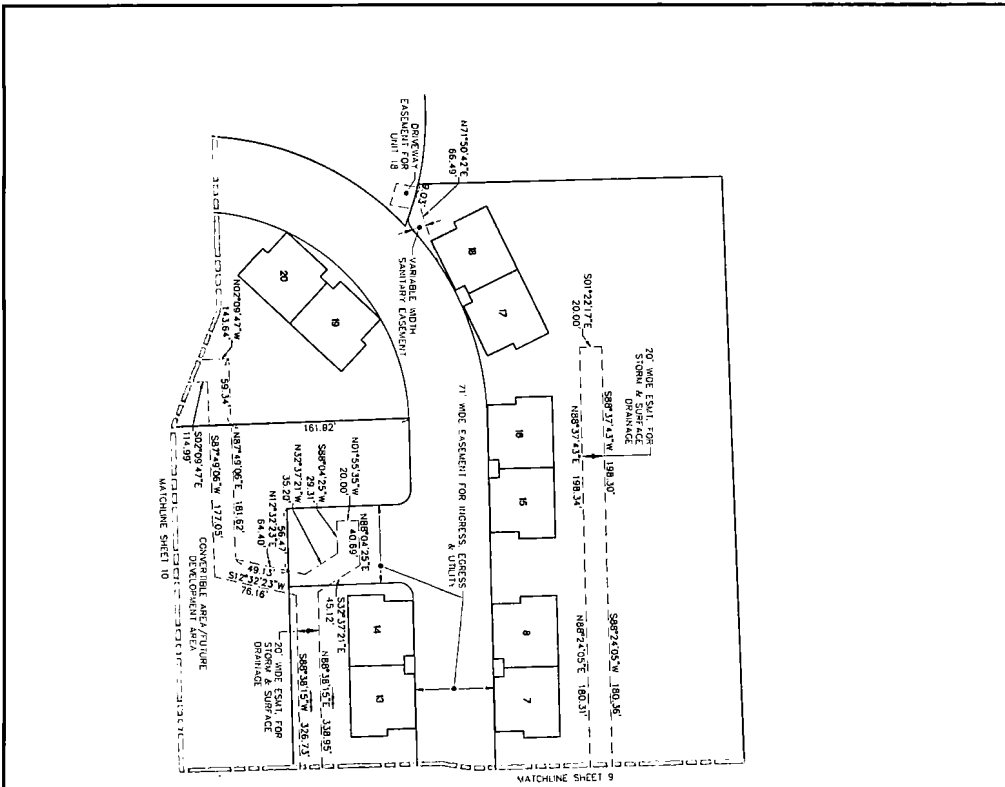 DRIVEWAY
EASEMENT FOR
UNIT 18
N71°50'42"E
66.49'
9.03'
VARIABLE WIDTH
SANITARY EASEMENT
18
17
20
19
S01°22'17"E
20.00'
20' WIDE ESMT. FOR
STORM & SURFACE
DRAINAGE
S88°37'43"W 198.30'
N88°37'43"E 198.34'
N02°09'47"W
143.64'
59.34'
S02°09'47"E
114.99'
N87°49'06"E 181.62'
S87°49'06"W 177.05'
161.82'
71' WIDE EASEMENT FOR INGRESS, EGRESS
& UTILITY
16
15
N01°55'35"W
20.00'
S88°04'25"W
29.31'
N32°37'21"W
35.20'
N12°32'23"E
64.40'
56.47'
49.13'
S12°32'23"W
76.16'
N88°04'25"E
40.69'
S32°37'21"E
45.12'
CONVERTIBLE AREA/FUTURE
DEVELOPMENT AREA
MATCHLINE SHEET 10
14
13
8
7
S88°24'05"W 180.36'
N88°24'05"E 180.31'
20' WIDE ESMT. FOR
STORM & SURFACE
DRAINAGE
N88°38'15"E 338.95'
S88°38'15"W 326.73'
MATCHLINE SHEET 9